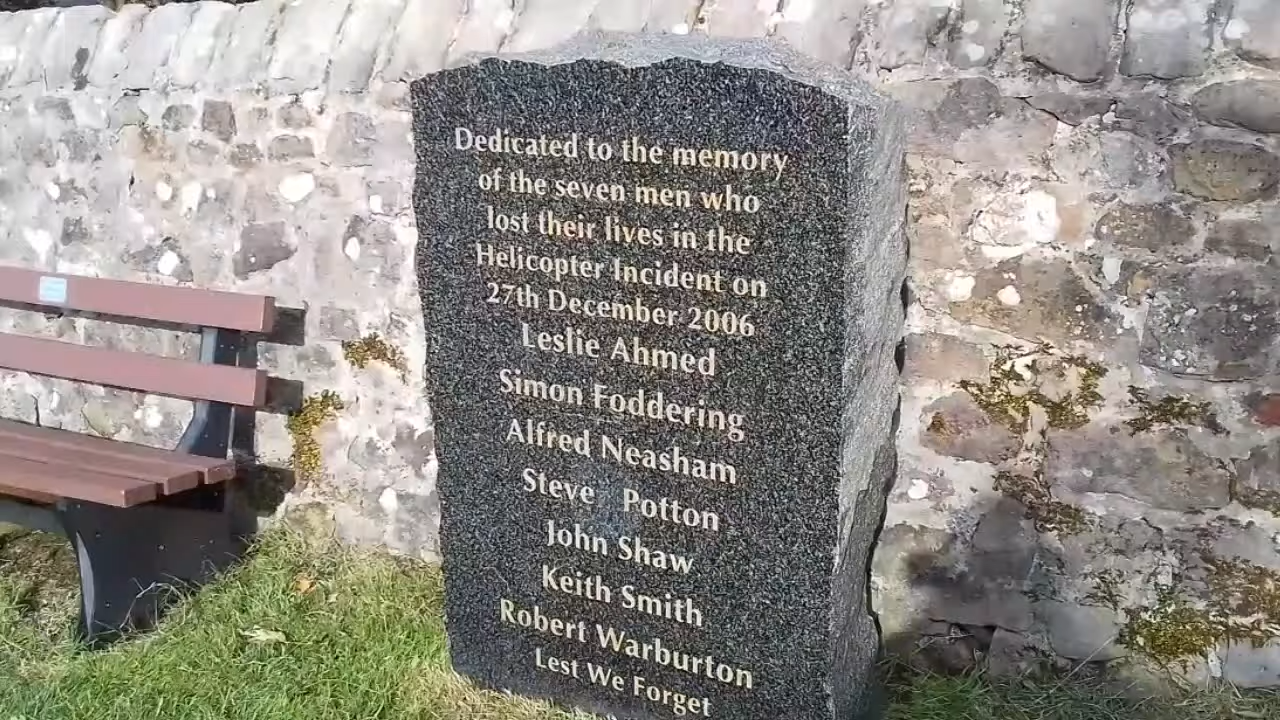 Dedicated to the memory
of the seven men who
lost their lives in the
Helicopter Incident on
27th December 2006
Leslie Ahmed
Simon Foddering
Alfred Neasham
Steve Potton
John Shaw
Keith Smith
Robert Warburton
Lest We Forget